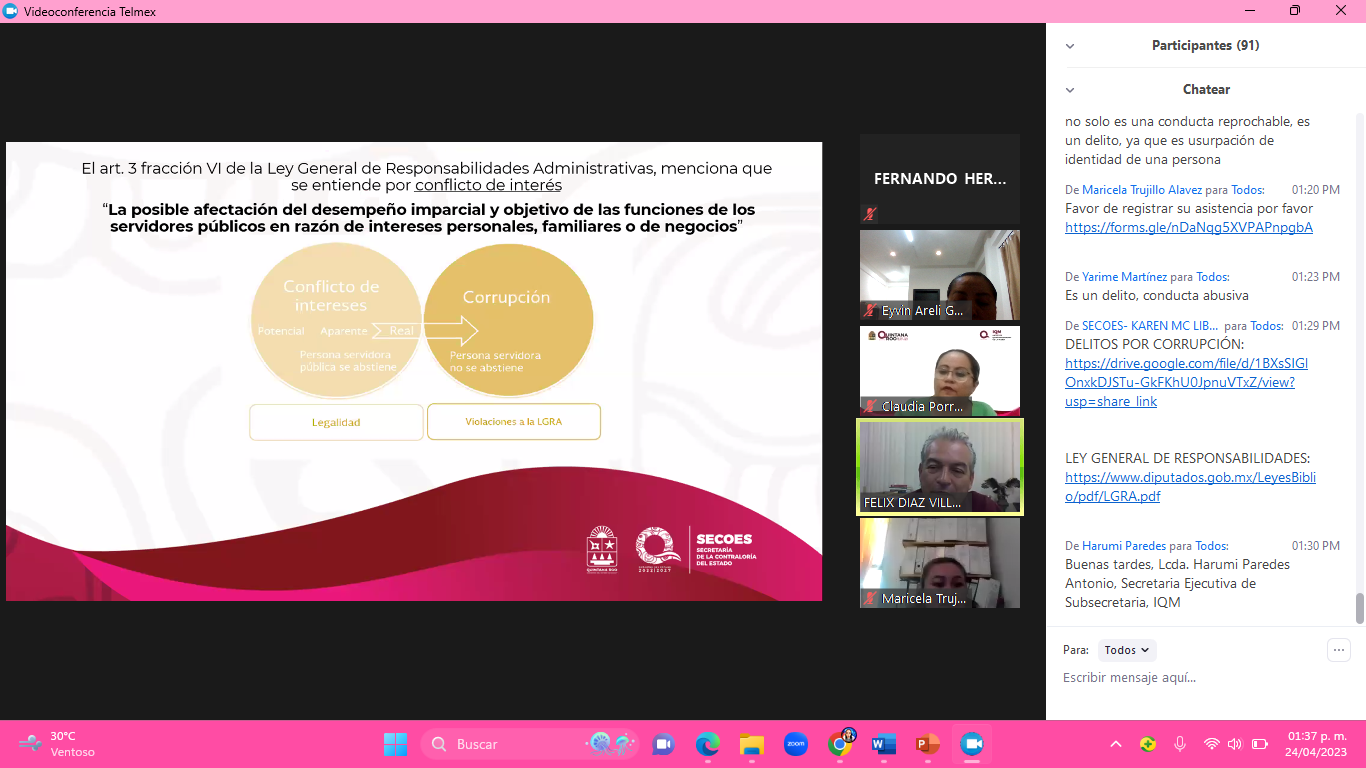 Videoconferencia Telmex
El art. 3 fracción VI de la Ley General de Responsabilidades Administrativas, menciona que
se entiende por conflicto de interés
“La posible afectación del desempeño imparcial y objetivo de las funciones de los
servidores públicos en razón de intereses personales, familiares o de negocios”
Conflicto de
intereses
Potencial Aparente Real
Persona servidora
pública se abstiene
Corrupción
Persona servidora
no se abstiene
Legalidad
Violaciones a la LGRA
QUINTANA ROO
2022/2027
SECOES
SECRETARÍA
DE LA CONTRALORÍA
DEL ESTADO
FERNANDO HER...
Eyvin Areli G...
QUINTANA
ROO
IQM
Claudia Porr...
FELIX DIAZ VILL...
Maricela Truj...
Participantes (91)
Chatear
no solo es una conducta reprochable, es
un delito, ya que es usurpación de
identidad de una persona
De Maricela Trujillo Alavez para Todos: 01:20 PM
Favor de registrar su asistencia por favor
https://forms.gle/nDaNqg5XVPAPnpgbA
De Yarime Martínez para Todos: 01:23 PM
Es un delito, conducta abusiva
De SECOES- KAREN MC LIB... para Todos: 01:29 PM
DELITOS POR CORRUPCIÓN:
https://drive.google.com/file/d/1BXsSIGl
OnxkDJSTu-GkFKhU0JpnuVTxZ/view?
usp=share_link
LEY GENERAL DE RESPONSABILIDADES:
https://www.diputados.gob.mx/LeyesBibli
o/pdf/LGRA.pdf
De Harumi Paredes para Todos: 01:30 PM
Buenas tardes, Lcda. Harumi Paredes
Antonio, Secretaria Ejecutiva de
Subsecretaria, IQM
Para: Todos
Escribir mensaje aquí...
30°C
Ventoso
Buscar
zoom
01:37 p. m.
24/04/2023